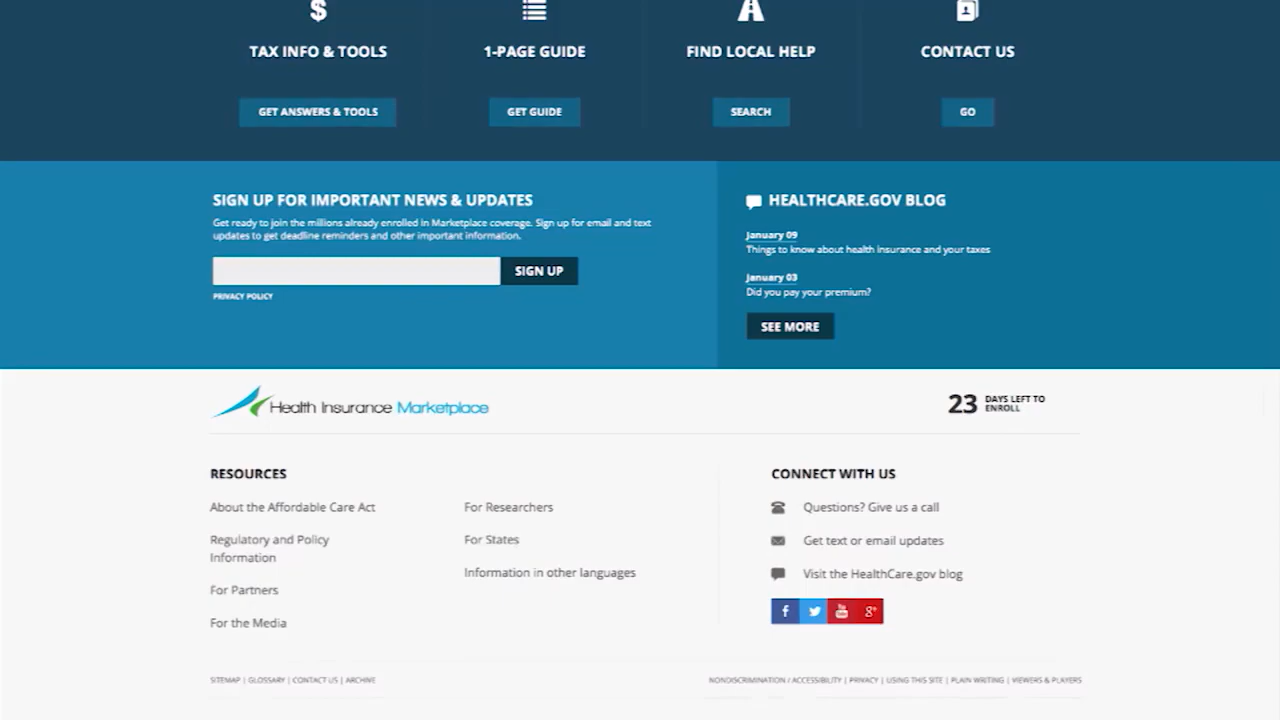 TAX INFO & TOOLS
1-PAGE GUIDE
FIND LOCAL HELP
CONTACT US
GET ANSWERS & TOOLS
GET GUIDE
SEARCH
GO
SIGN UP FOR IMPORTANT NEWS & UPDATES
Get ready to join the millions already enrolled in Marketplace coverage. Sign up for email and text
updates to get deadline reminders and other important information.
SIGN UP
PRIVACY POLICY
HEALTHCARE.GOV BLOG
January 09
Things to know about health insurance and your taxes
January 03
Did you pay your premium?
SEE MORE
Health Insurance Marketplace
23 DAYS LEFT TO
ENROLL
RESOURCES
About the Affordable Care Act
Regulatory and Policy
Information
For Partners
For the Media
For Researchers
For States
Information in other languages
CONNECT WITH US
Questions? Give us a call
Get text or email updates
Visit the HealthCare.gov blog
SITEMAP | GLOSSARY | CONTACT US | ARCHIVE
NONDISCRIMINATION / ACCESSIBILITY | PRIVACY | USING THIS SITE | PLAIN WRITING | VIEWERS & PLAYERS